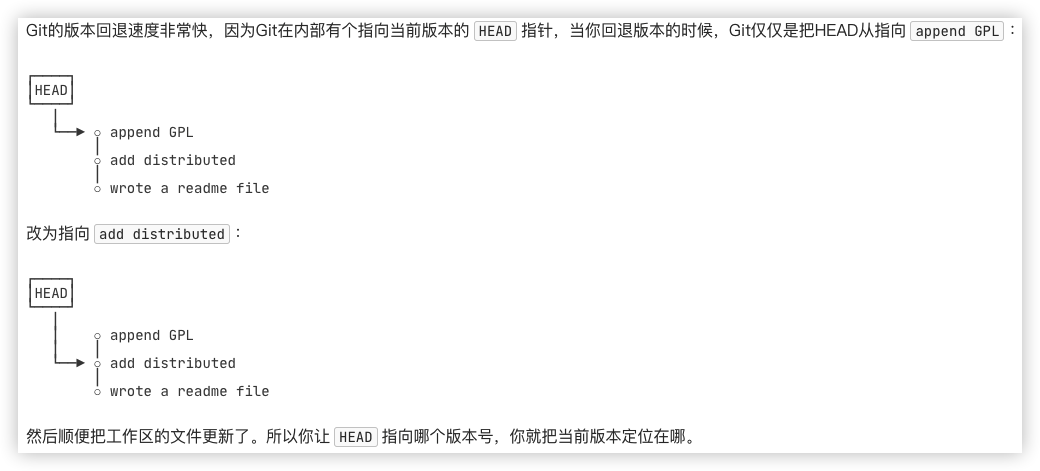 Git的版本回退速度非常快，因为Git在内部有个指向当前版本的 HEAD 指针，当你回退版本的时候，Git仅仅是把HEAD从指向 append GPL ：
HEAD
append GPL
add distributed
wrote a readme file
改为指向 add distributed ：
HEAD
append GPL
add distributed
wrote a readme file
然后顺便把工作区的文件更新了。所以你让 HEAD 指向哪个版本号，你就把当前版本定位在哪。